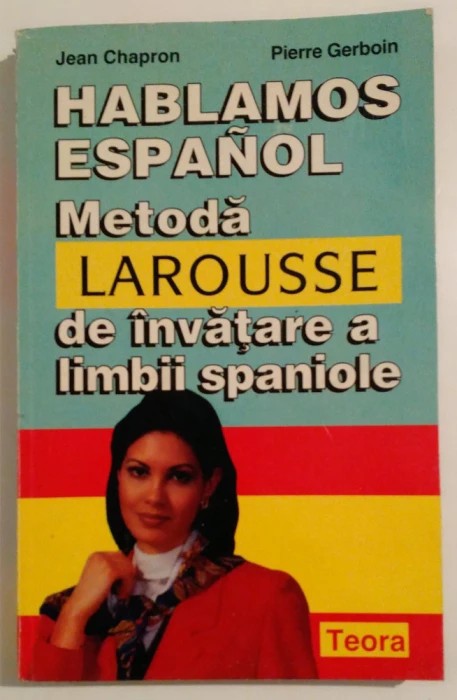 Jean Chapron Pierre Gerboin
HABLAMOS
ESPAÑOL
Metodă
LAROUSSE
de învăţare a
limbii spaniole
Teora